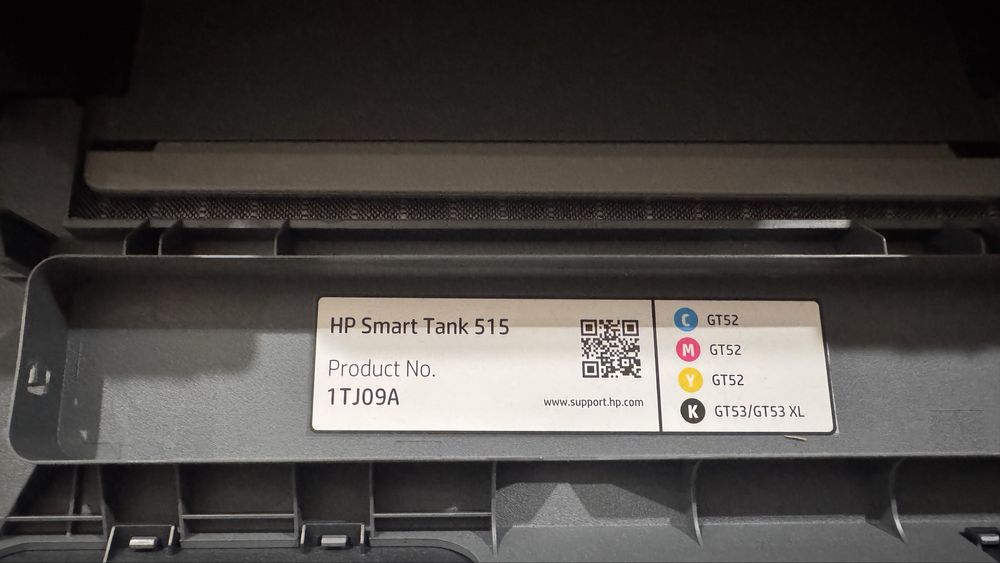 HP Smart Tank 515
Product No.
1TJ09A
www.support.hp.com
C GT52
M GT52
Y GT52
K GT53/GT53 XL